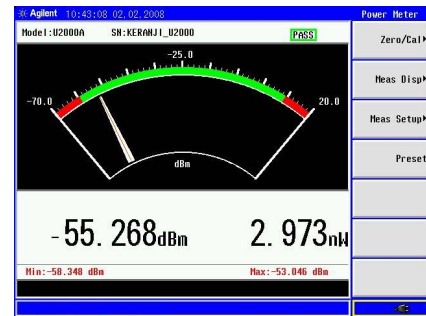 Agilent 10:43:08 02,02,2008 Power Meter
Model:U2000A SN:KERANJI_U2000 PASS
Zero/Cal
-25.0
Meas Disp
-70.0 20.0
Meas Setup
dBm
Preset
-55.268dBm 2.973nW
Min:-58.348 dBm Max:-53.046 dBm